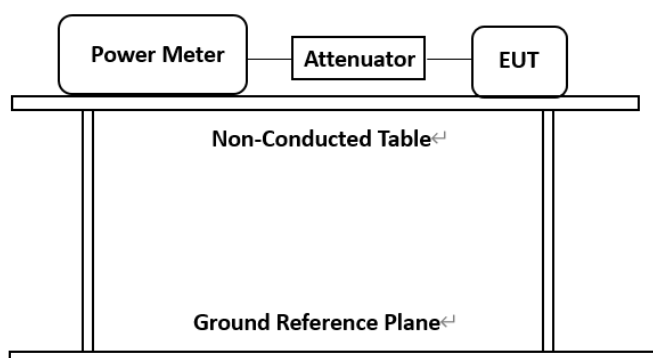 Power Meter
Attenuator
EUT
Non-Conducted Table↵
Ground Reference Plane↵